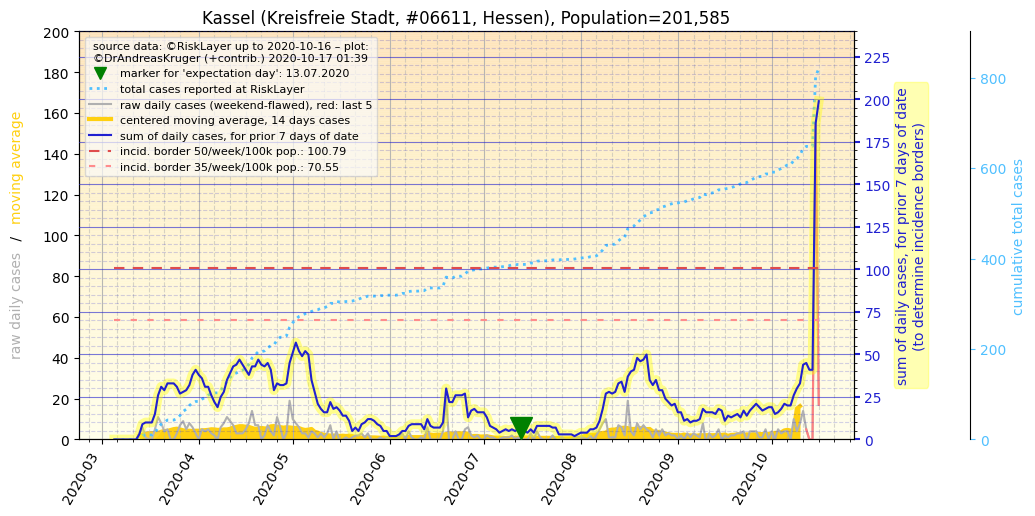 Kassel (Kreisfreie Stadt, #06611, Hessen), Population=201,585
source data: ©RiskLayer up to 2020-10-16 – plot:
©DrAndreasKruger (+contrib.) 2020-10-17 01:39
marker for 'expectation day': 13.07.2020
total cases reported at RiskLayer
raw daily cases (weekend-flawed), red: last 5
centered moving average, 14 days cases
sum of daily cases, for prior 7 days of date
incid. border 50/week/100k pop.: 100.79
incid. border 35/week/100k pop.: 70.55
raw daily cases / moving average
200
180
160
140
120
100
80
60
40
20
0
2020-03
2020-04
2020-05
2020-06
2020-07
2020-08
2020-09
2020-10
225
200
175
150
125
100
75
50
25
0
sum of daily cases, for prior 7 days of date
(to determine incidence borders)
800
600
400
200
0
cumulative total cases